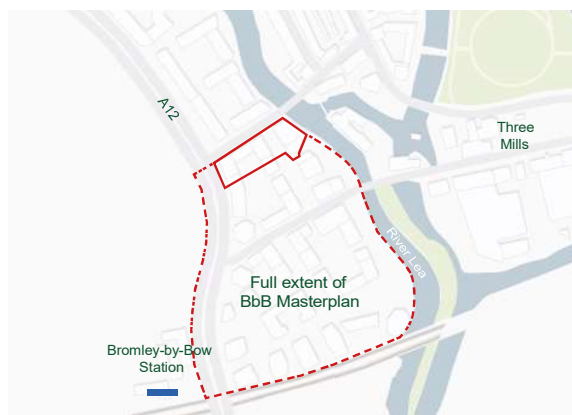 A12
Three
Mills
River Lea
Full extent of
BbB Masterplan
Bromley-by-Bow
Station